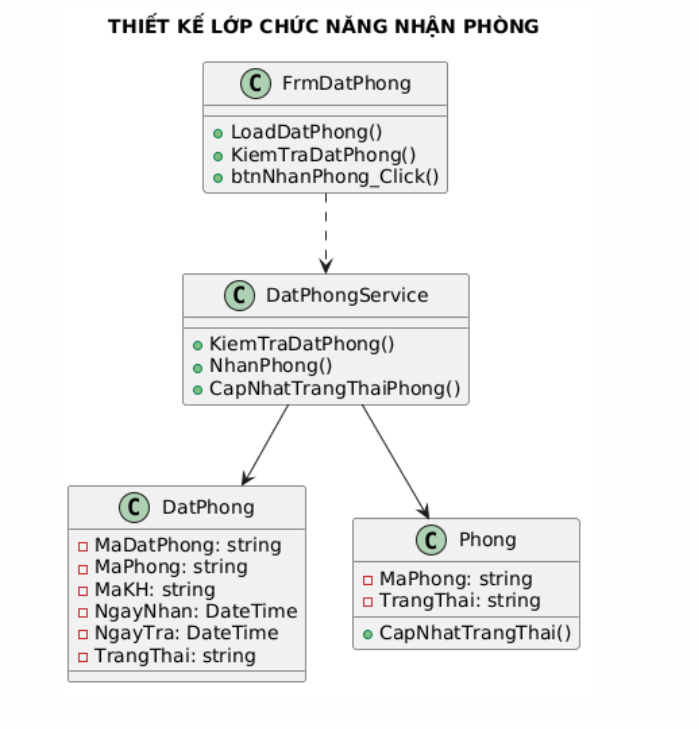 THIẾT KẾ LỚP CHỨC NĂNG NHẬN PHÒNG
C FrmDatPhong
LoadDatPhong()
KiemTraDatPhong()
btnNhanPhong_Click()
C DatPhongService
KiemTraDatPhong()
NhanPhong()
CapNhatTrangThaiPhong()
C DatPhong
MaDatPhong: string
MaPhong: string
MaKH: string
NgayNhan: DateTime
NgayTra: DateTime
TrangThai: string
C Phong
MaPhong: string
TrangThai: string
CapNhatTrangThai()